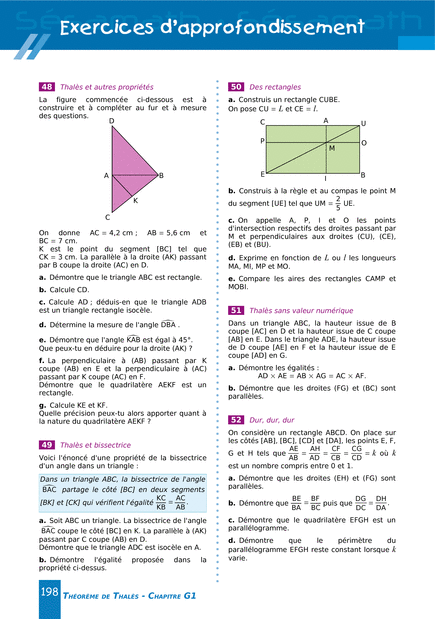 Exercices d'approfondissement
48 Thalès et autres propriétés
La figure commencée ci-dessous est à
construire et à compléter au fur et à mesure
des questions.
D
A
B
K
C
On donne AC = 4,2 cm ; AB = 5,6 cm et
BC = 7 cm.
K est le point du segment [BC] tel que
CK = 3 cm. La parallèle à la droite (AK) passant
par B coupe la droite (AC) en D.
a. Démontre que le triangle ABC est rectangle.
b. Calcule CD.
c. Calcule AD ; déduis-en que le triangle ADB
est un triangle rectangle isocèle.
d. Détermine la mesure de l'angle DBA .
e. Démontre que l'angle KAB est égal à 45°.
Que peux-tu en déduire pour la droite (AK) ?
f. La perpendiculaire à (AB) passant par K
coupe (AB) en E et la perpendiculaire à (AC)
passant par K coupe (AC) en F.
Démontre que le quadrilatère AEKF est un
rectangle.
g. Calcule KE et KF.
Quelle précision peux-tu alors apporter quant à
la nature du quadrilatère AEKF ?
49 Thalès et bissectrice
Voici l'énoncé d'une propriété de la bissectrice
d'un angle dans un triangle :
Dans un triangle ABC, la bissectrice de l'angle
BAC partage le côté [BC] en deux segments
[BK] et [CK] qui vérifient l'égalité KC/KB = AC/AB.
a. Soit ABC un triangle. La bissectrice de l'angle
BAC coupe le côté [BC] en K. La parallèle à (AK)
passant par C coupe (AB) en D.
Démontre que le triangle ADC est isocèle en A.
b. Démontre l'égalité proposée dans la
propriété ci-dessus.
50 Des rectangles
a. Construis un rectangle CUBE.
On pose CU = L et CE = l.
C
A
U
P
O
M
E
I
B
b. Construis à la règle et au compas le point M
du segment [UE] tel que UM = 2/5 UE.
c. On appelle A, P, I et O les points
d'intersection respectifs des droites passant par
M et perpendiculaires aux droites (CU), (CE),
(EB) et (BU).
d. Exprime en fonction de L ou l les longueurs
MA, MI, MP et MO.
e. Compare les aires des rectangles CAMP et
MOBI.
51 Thalès sans valeur numérique
Dans un triangle ABC, la hauteur issue de B
coupe [AC] en D et la hauteur issue de C coupe
[AB] en E. Dans le triangle ADE, la hauteur issue
de D coupe [AE] en F et la hauteur issue de E
coupe [AD] en G.
a. Démontre les égalités :
AD × AE = AB × AG = AC × AF.
b. Démontre que les droites (FG) et (BC) sont
parallèles.
52 Dur, dur, dur
On considère un rectangle ABCD. On place sur
les côtés [AB], [BC], [CD] et [DA], les points E, F,
G et H tels que AE/AB = AH/AD = CF/CB = CG/CD = k où k
est un nombre compris entre 0 et 1.
a. Démontre que les droites (EH) et (FG) sont
parallèles.
b. Démontre que BE/BA = BF/BC puis que DG/DC = DH/DA.
c. Démontre que le quadrilatère EFGH est un
parallélogramme.
d. Démontre que le périmètre du
parallélogramme EFGH reste constant lorsque k
varie.
198 Théorème de Thalès - Chapitre G1